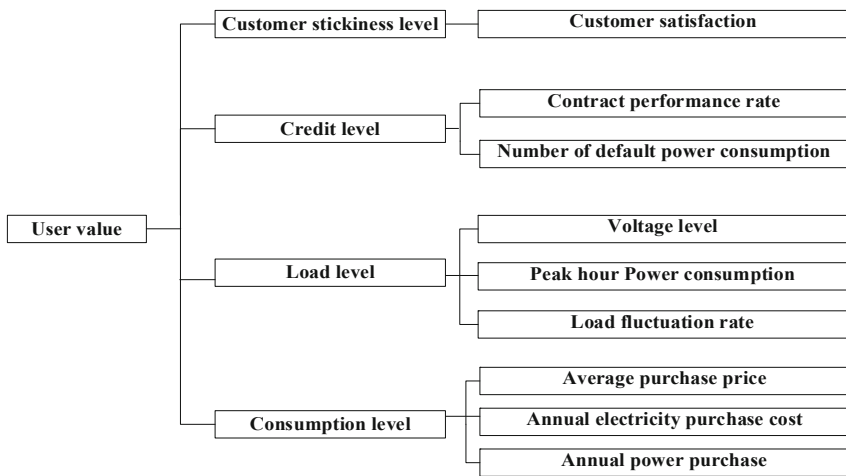 Customer stickiness level
Customer satisfaction
Contract performance rate
Credit level
Number of default power consumption
User value
Voltage level
Load level
Peak hour Power consumption
Load fluctuation rate
Average purchase price
Consumption level
Annual electricity purchase cost
Annual power purchase